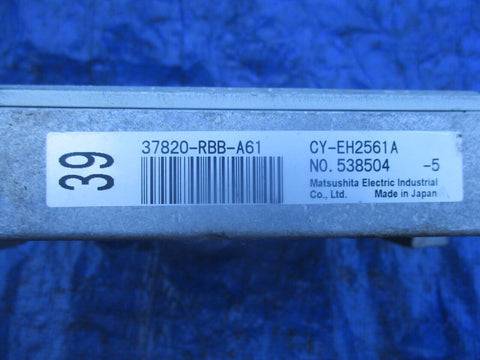 39
37820-RBB-A61
CY-EH2561A
NO. 538504 -5
Matsushita Electric Industrial
Co., Ltd. Made in Japan